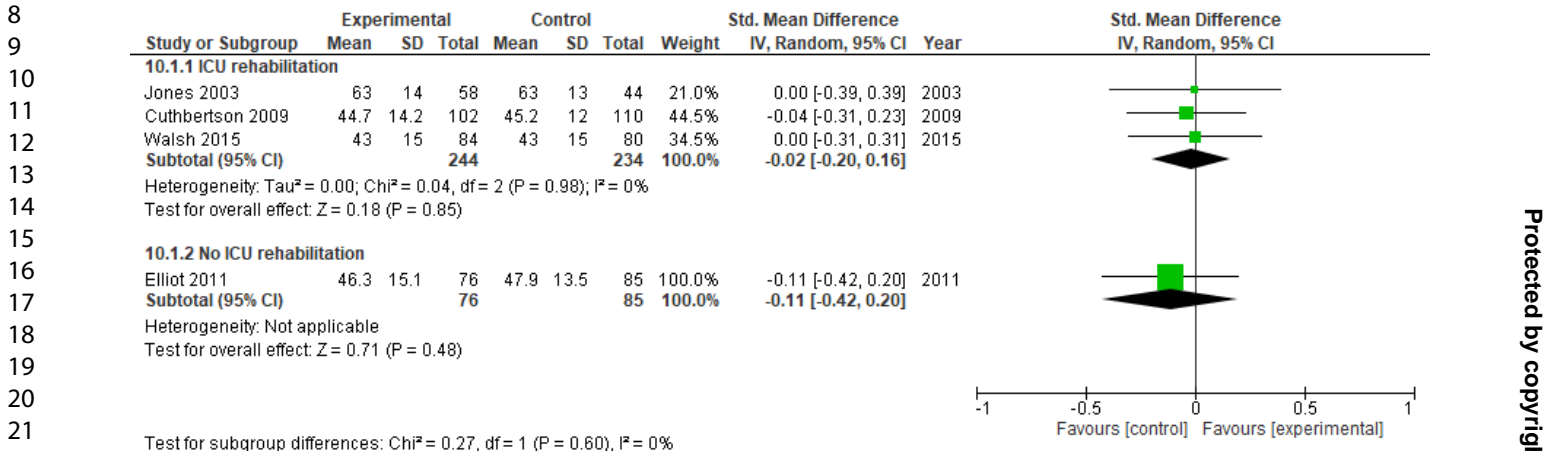 8
Experimental Control Std. Mean Difference Std. Mean Difference
9
Study or Subgroup Mean SD Total Mean SD Total Weight IV, Random, 95% CI Year IV, Random, 95% CI
10
10.1.1 ICU rehabilitation
Jones 2003 63 14 58 63 13 44 21.0% 0.00 [-0.39, 0.39] 2003
11
Cuthbertson 2009 44.7 14.2 102 45.2 12 110 44.5% -0.04 [-0.31, 0.23] 2009
12
Walsh 2015 43 15 84 43 15 80 34.5% 0.00 [-0.31, 0.31] 2015
Subtotal (95% CI) 244 234 100.0% -0.02 [-0.20, 0.16]
13
Heterogeneity: Tau² = 0.00; Chi² = 0.04, df = 2 (P = 0.98); I² = 0%
14
Test for overall effect: Z = 0.18 (P = 0.85)
15
10.1.2 No ICU rehabilitation
16
Elliot 2011 46.3 15.1 76 47.9 13.5 85 100.0% -0.11 [-0.42, 0.20] 2011
17
Subtotal (95% CI) 76 85 100.0% -0.11 [-0.42, 0.20]
18
Heterogeneity: Not applicable
Test for overall effect: Z = 0.71 (P = 0.48)
19
20
-1 -0.5 0 0.5 1
21
Favours [control] Favours [experimental]
Test for subgroup differences: Chi² = 0.27, df = 1 (P = 0.60), I² = 0%
Protected by copyrigh